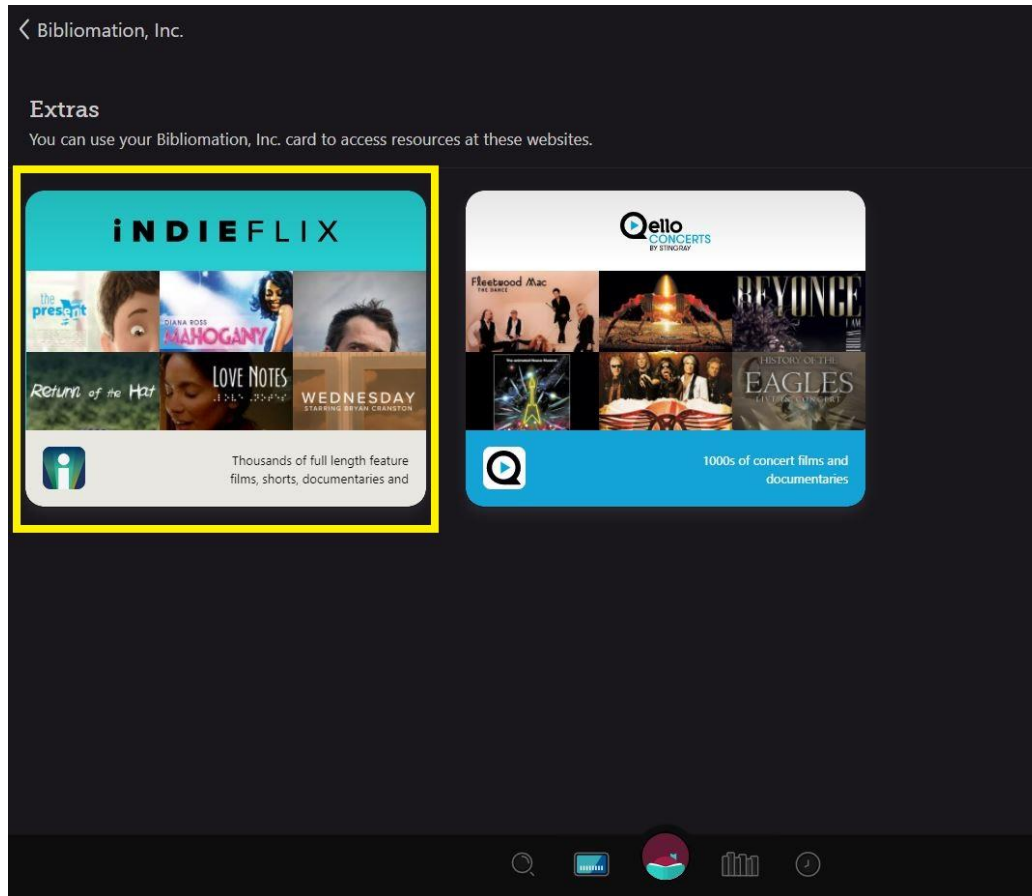 Bibliomation, Inc.
Extras
You can use your Bibliomation, Inc. card to access resources at these websites.
iNDIEFLIX
the
present
DIANA ROSS
MAHOGANY
Return of the Hat
LOVE NOTES
WEDNESDAY
STARRING BRYAN CRANSTON
Thousands of full length feature
films, shorts, documentaries and
Qello
CONCERTS
BY STINGRAY
Fleetwood Mac
THE DANCE
BEYONCE
I AM
HISTORY OF THE
EAGLES
LIVE IN CONCERT
1000s of concert films and
documentaries